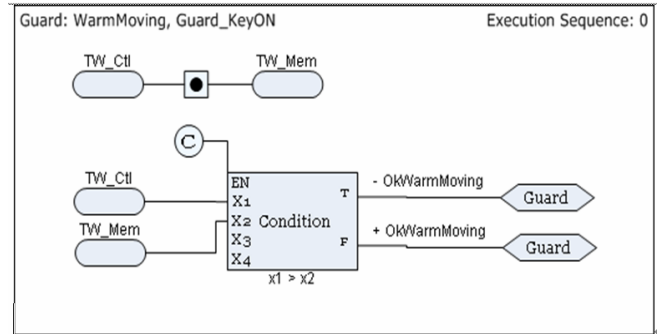 Guard: WarmMoving, Guard_KeyON
Execution Sequence: 0
TW_Ctl
TW_Mem
C
TW_Ctl
TW_Mem
EN
X1
X2
X3
X4
Condition
T
F
x1 > x2
- OkWarmMoving
Guard
+ OkWarmMoving
Guard